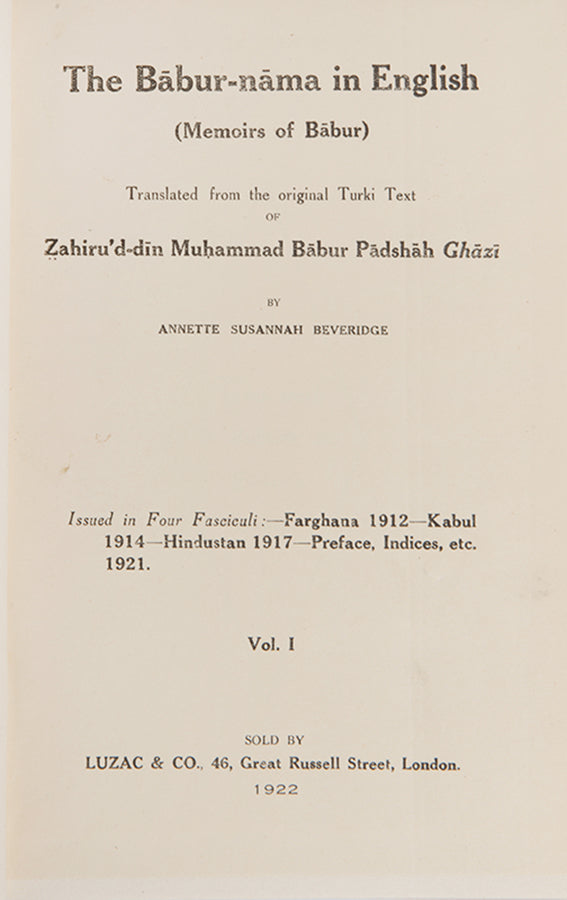 The Bābur-nāma in English
(Memoirs of Bābur)
Translated from the original Turki Text
OF
Ẓahiru'd-dīn Muḥammad Bābur Pādshāh Ghāzī
BY
ANNETTE SUSANNAH BEVERIDGE
Issued in Four Fasciculi:—Farghana 1912—Kabul
1914—Hindustan 1917—Preface, Indices, etc.
1921.
Vol. I
SOLD BY
LUZAC & CO., 46, Great Russell Street, London.
1922